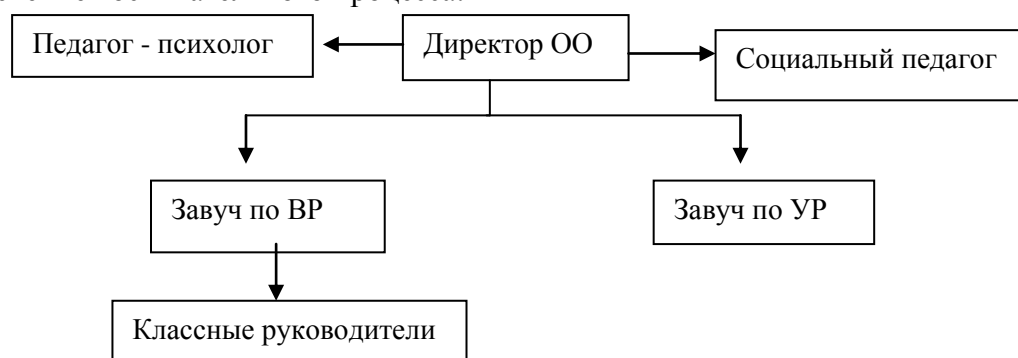 Педагог - психолог
Директор ОО
Социальный педагог
Завуч по ВР
Завуч по УР
Классные руководители